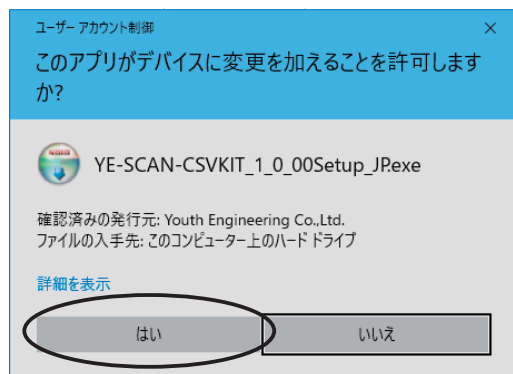 ユーザー アカウント制御
このアプリがデバイスに変更を加えることを許可します
か?
YE-SCAN-CSVKIT_1_0_00Setup_JP.exe
確認済みの発行元: Youth Engineering Co.,Ltd.
ファイルの入手先: このコンピューター上のハード ドライブ
詳細を表示
はい
いいえ